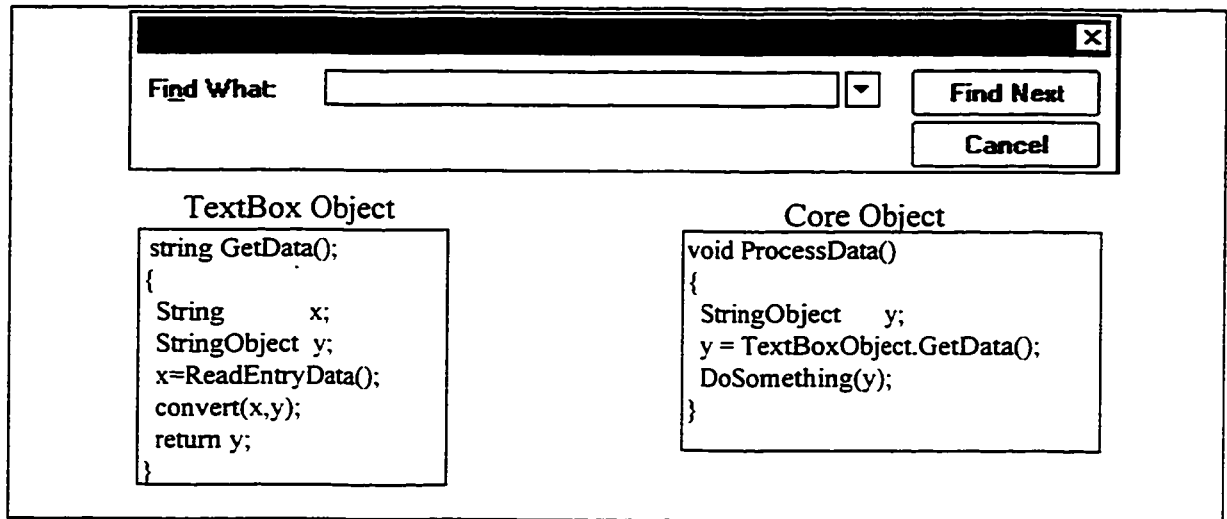 Find What:
Find Next
Cancel
TextBox Object
string GetData();
{
String x;
StringObject y;
x=ReadEntryData();
convert(x,y);
return y;
}
Core Object
void ProcessData()
{
StringObject y;
y = TextBoxObject.GetData();
DoSomething(y);
}